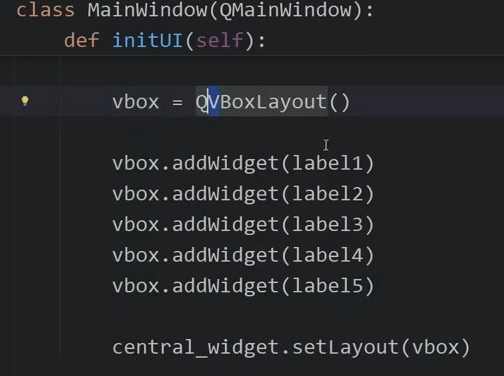 class MainWindow(QMainWindow):
def initUI(self):
vbox = QVBoxLayout()
vbox.addWidget(label1)
vbox.addWidget(label2)
vbox.addWidget(label3)
vbox.addWidget(label4)
vbox.addWidget(label5)
central_widget.setLayout(vbox)